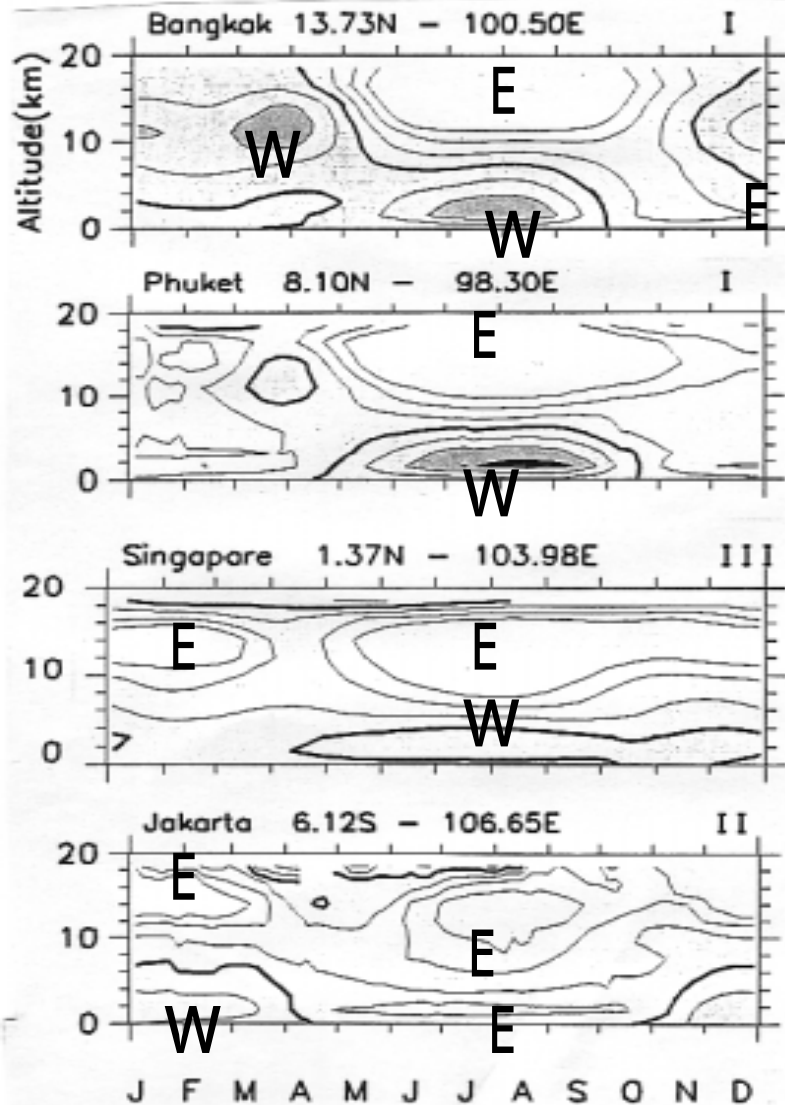 Bangkok 13.73N - 100.50E I
20
E
10
W
E
0
W
Altitude(km)
Phuket 8.10N - 98.30E I
20
E
10
0
W
Singapore 1.37N - 103.98E III
20
E E
10
W
0
Jakarta 6.12S - 106.65E II
20
E
10
E
0
W E
J F M A M J J A S O N D